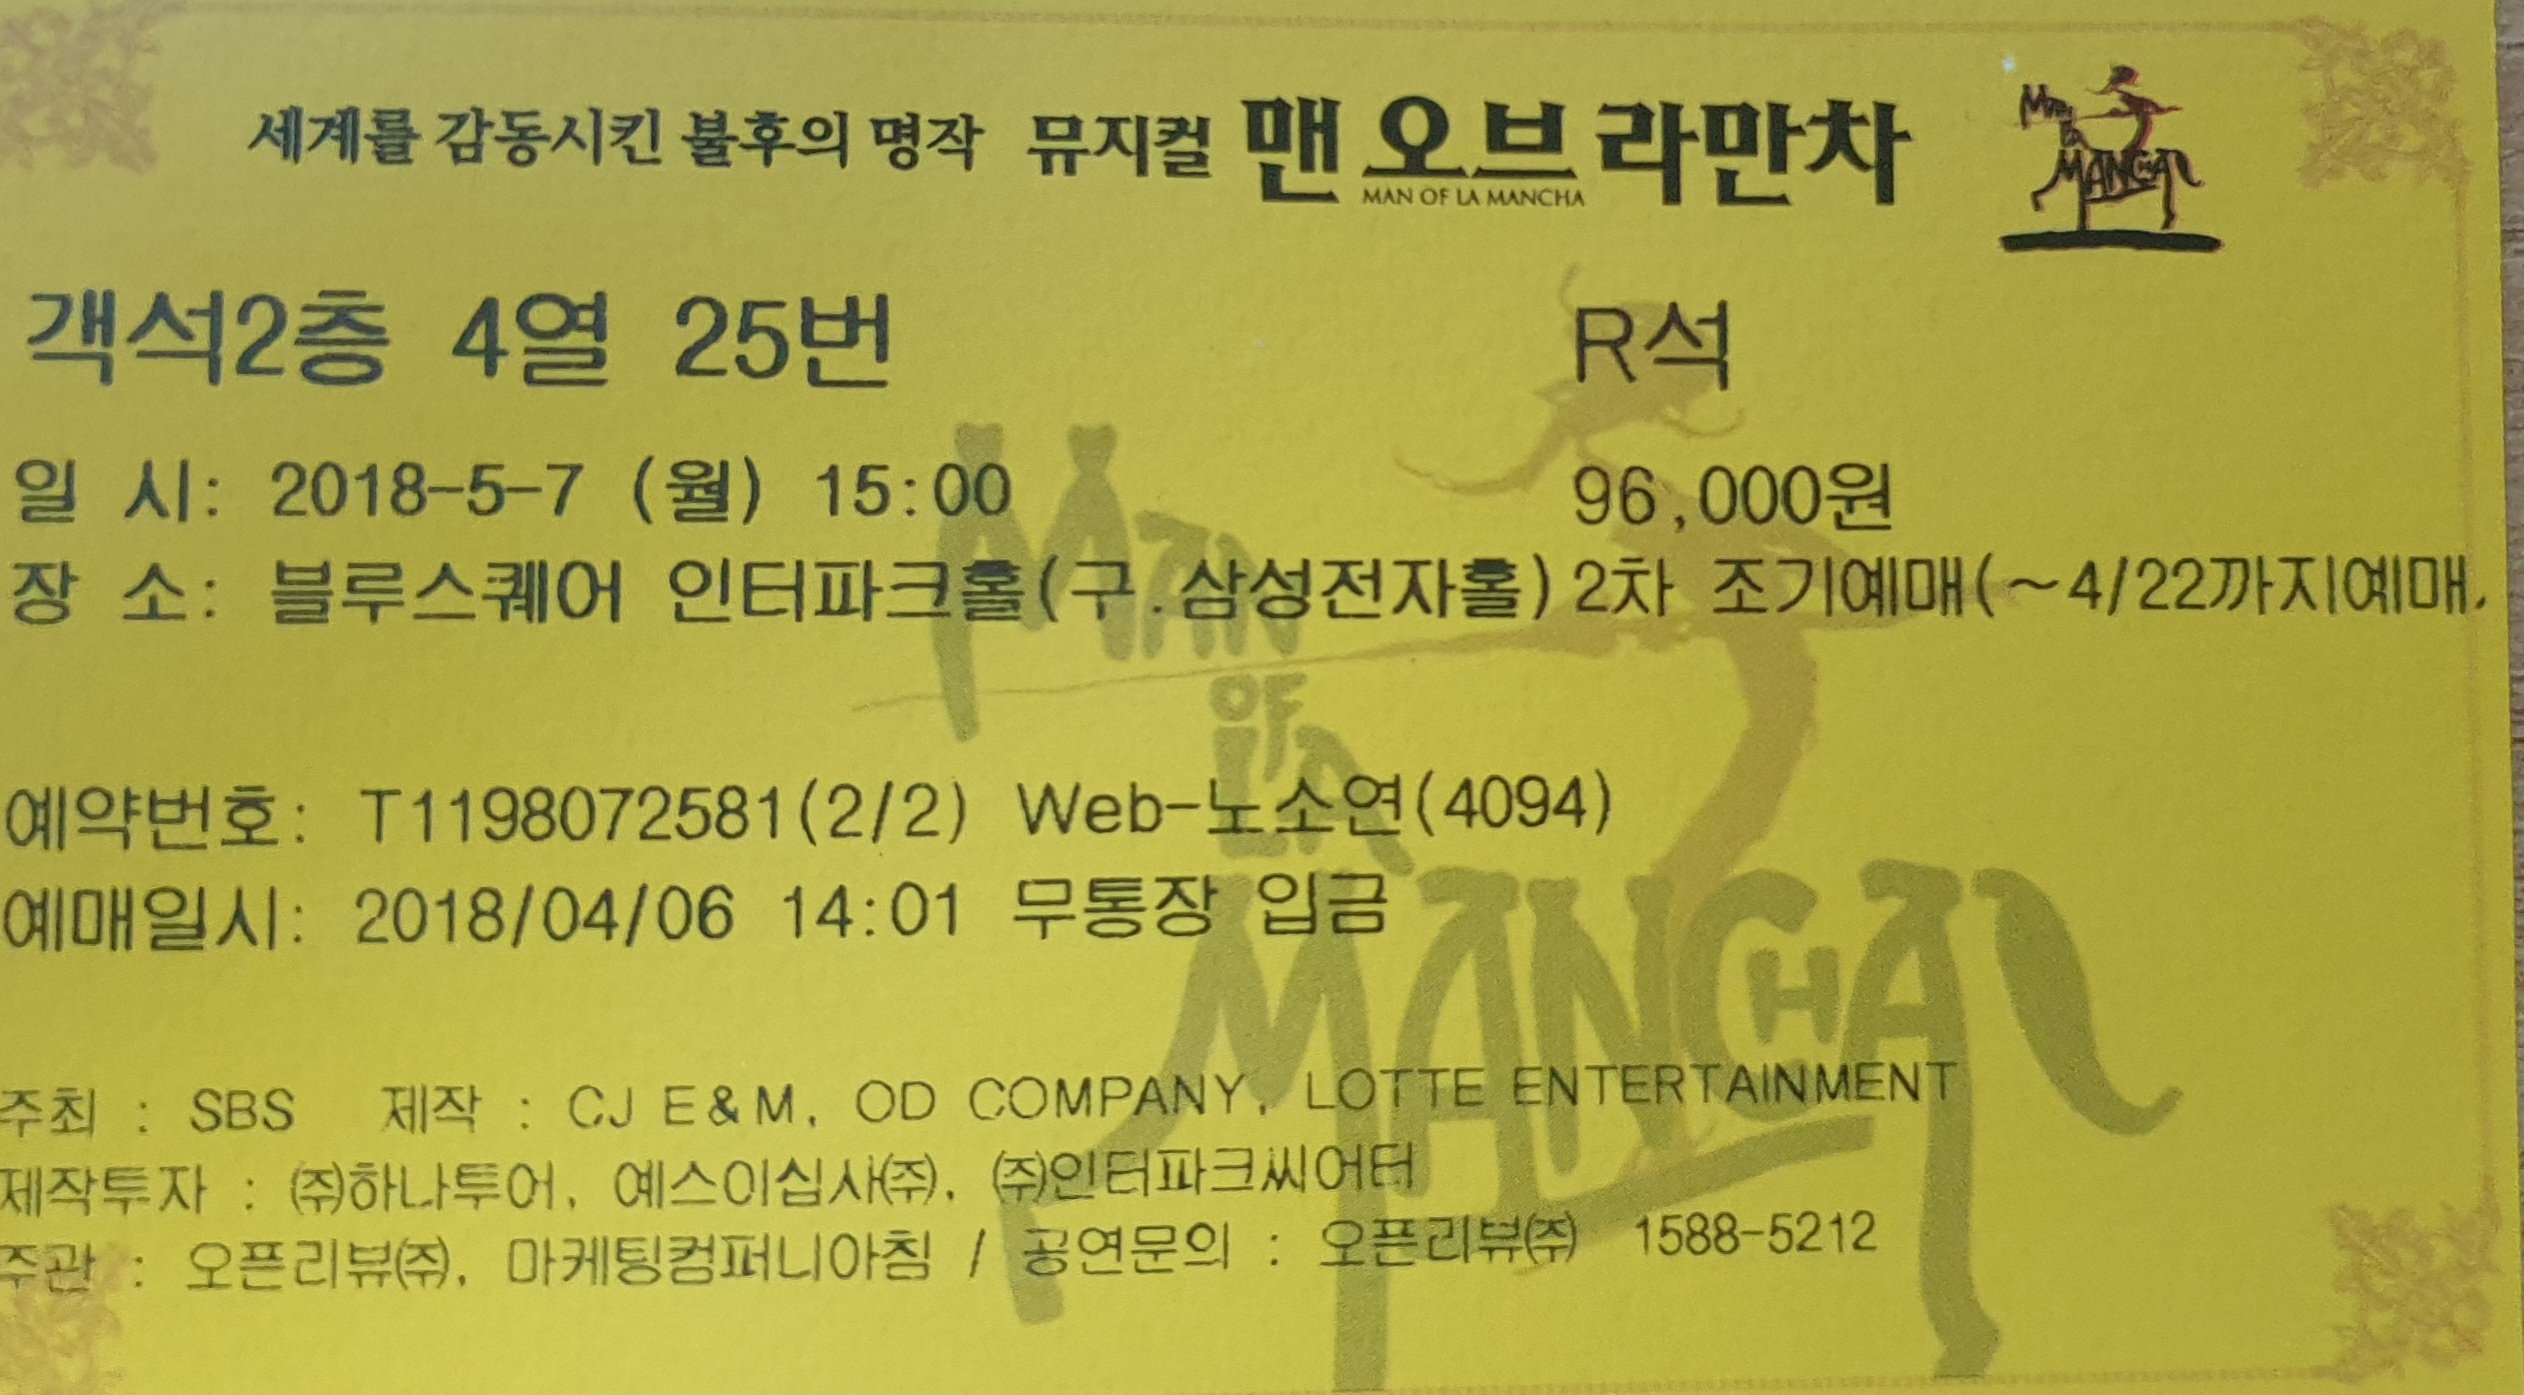 세계를 감동시킨 불후의 명작 뮤지컬 맨오브라만차
MAN OF LA MANCHA
MAN OF LA MANCHA
객석2층 4열 25번 R석
일 시: 2018-5-7 (월) 15:00 96,000원
장 소: 블루스퀘어 인터파크홀(구.삼성전자홀) 2차 조기예매(~4/22까지예매,
예약번호: T1198072581(2/2) Web-노소연(4094)
예매일시: 2018/04/06 14:01 무통장 입금
주최 : SBS 제작 : CJ E&M, OD COMPANY, LOTTE ENTERTAINMENT
제작투자 : ㈜하나투어, 예스이십사㈜, ㈜인터파크씨어터
주관 : 오픈리뷰㈜, 마케팅컴퍼니아침 / 공연문의 : 오픈리뷰㈜ 1588-5212
MAN
LA
MANCHA